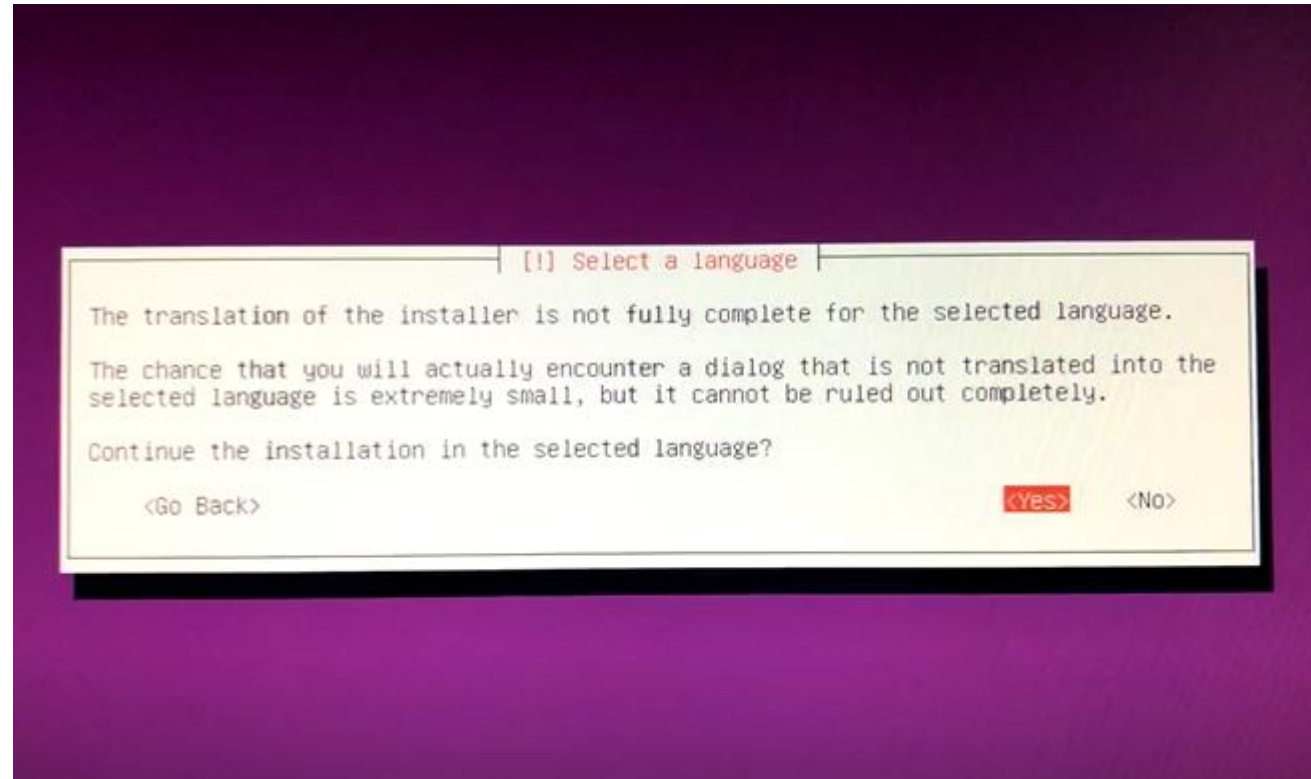 [!] Select a language
The translation of the installer is not fully complete for the selected language.
The chance that you will actually encounter a dialog that is not translated into the
selected language is extremely small, but it cannot be ruled out completely.
Continue the installation in the selected language?
<Go Back> <Yes> <No>